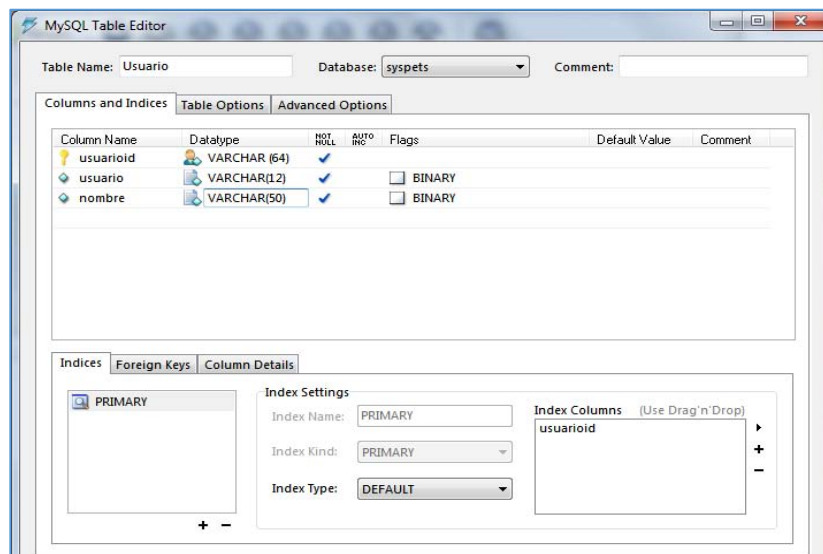 MySQL Table Editor
Table Name: Usuario Database: syspets Comment:
Columns and Indices Table Options Advanced Options
Column Name Datatype NOT NULL AUTO INC Flags Default Value Comment
usuarioid VARCHAR (64)
usuario VARCHAR(12) BINARY
nombre VARCHAR(50) BINARY
Indices Foreign Keys Column Details
PRIMARY
Index Settings
Index Name: PRIMARY
Index Kind: PRIMARY
Index Type: DEFAULT
Index Columns (Use Drag'n'Drop)
usuarioid